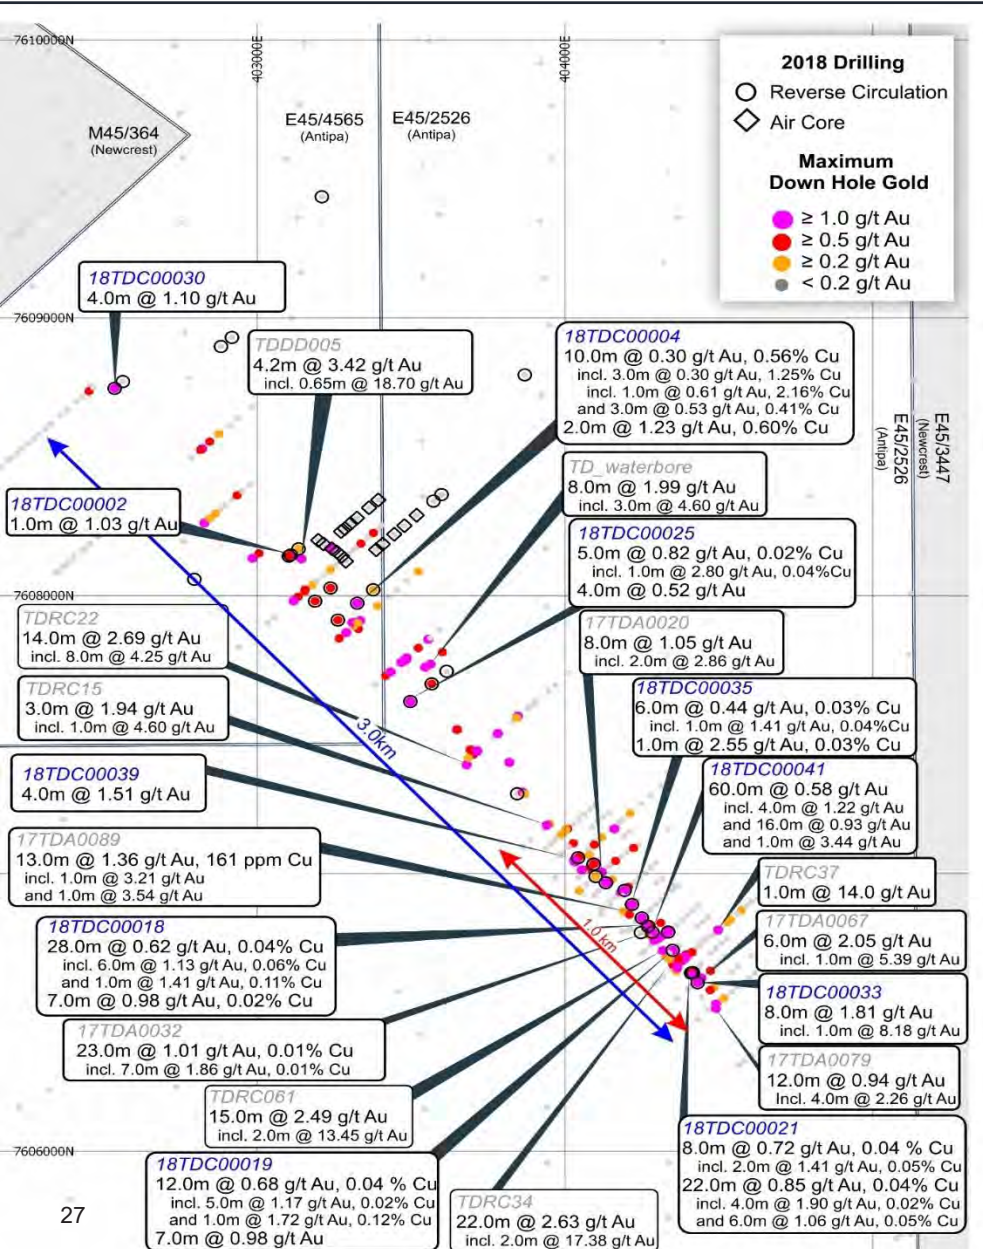 7610000N
403000E
404000E
2018 Drilling
Reverse Circulation
Air Core
Maximum
Down Hole Gold
≥ 1.0 g/t Au
≥ 0.5 g/t Au
≥ 0.2 g/t Au
< 0.2 g/t Au
M45/364
(Newcrest)
E45/4565
(Antipa)
E45/2526
(Antipa)
18TDC00030
4.0m @ 1.10 g/t Au
7609000N
TDDD005
4.2m @ 3.42 g/t Au
incl. 0.65m @ 18.70 g/t Au
18TDC00004
10.0m @ 0.30 g/t Au, 0.56% Cu
incl. 3.0m @ 0.30 g/t Au, 1.25% Cu
incl. 1.0m @ 0.61 g/t Au, 2.16% Cu
and 3.0m @ 0.53 g/t Au, 0.41% Cu
2.0m @ 1.23 g/t Au, 0.60% Cu
E45/2526
(Antipa)
E45/3447
(Newcrest)
TD_waterbore
8.0m @ 1.99 g/t Au
incl. 3.0m @ 4.60 g/t Au
18TDC00002
1.0m @ 1.03 g/t Au
18TDC00025
5.0m @ 0.82 g/t Au, 0.02% Cu
incl. 1.0m @ 2.80 g/t Au, 0.04%Cu
4.0m @ 0.52 g/t Au
7608000N
TDRC22
14.0m @ 2.69 g/t Au
incl. 8.0m @ 4.25 g/t Au
17TDA0020
8.0m @ 1.05 g/t Au
incl. 2.0m @ 2.86 g/t Au
TDRC15
3.0m @ 1.94 g/t Au
incl. 1.0m @ 4.60 g/t Au
18TDC00035
6.0m @ 0.44 g/t Au, 0.03% Cu
incl. 1.0m @ 1.41 g/t Au, 0.04%Cu
1.0m @ 2.55 g/t Au, 0.03% Cu
3.0km
18TDC00039
4.0m @ 1.51 g/t Au
18TDC00041
60.0m @ 0.58 g/t Au
incl. 4.0m @ 1.22 g/t Au
and 16.0m @ 0.93 g/t Au
and 1.0m @ 3.44 g/t Au
17TDA0089
13.0m @ 1.36 g/t Au, 161 ppm Cu
incl. 1.0m @ 3.21 g/t Au
and 1.0m @ 3.54 g/t Au
TDRC37
1.0m @ 14.0 g/t Au
18TDC00018
28.0m @ 0.62 g/t Au, 0.04% Cu
incl. 6.0m @ 1.13 g/t Au, 0.06% Cu
and 1.0m @ 1.41 g/t Au, 0.11% Cu
7.0m @ 0.98 g/t Au, 0.02% Cu
1.0 km
17TDA0067
6.0m @ 2.05 g/t Au
incl. 1.0m @ 5.39 g/t Au
18TDC00033
8.0m @ 1.81 g/t Au
incl. 1.0m @ 8.18 g/t Au
17TDA0032
23.0m @ 1.01 g/t Au, 0.01% Cu
incl. 7.0m @ 1.86 g/t Au, 0.01% Cu
17TDA0079
12.0m @ 0.94 g/t Au
Incl. 4.0m @ 2.26 g/t Au
TDRC061
15.0m @ 2.49 g/t Au
incl. 2.0m @ 13.45 g/t Au
18TDC00021
8.0m @ 0.72 g/t Au, 0.04 % Cu
incl. 2.0m @ 1.41 g/t Au, 0.05% Cu
22.0m @ 0.85 g/t Au, 0.04% Cu
incl. 4.0m @ 1.90 g/t Au, 0.02% Cu
and 6.0m @ 1.06 g/t Au, 0.05% Cu
7606000N
18TDC00019
12.0m @ 0.68 g/t Au, 0.04 % Cu
incl. 5.0m @ 1.17 g/t Au, 0.02% Cu
and 1.0m @ 1.72 g/t Au, 0.12% Cu
7.0m @ 0.98 g/t Au
TDRC34
22.0m @ 2.63 g/t Au
incl. 2.0m @ 17.38 g/t Au
27